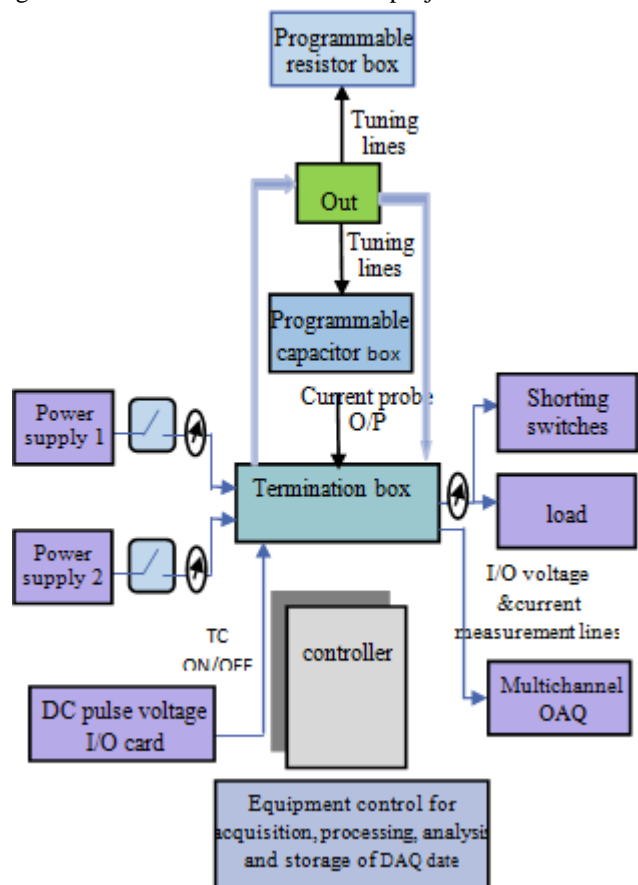 Programmable
resistor box
Tuning
lines
Out
Tuning
lines
Programmable
capacitor box
Current probe
O/P
Power
supply 1
Shorting
switches
Termination box
load
Power
supply 2
I/O voltage
&current
measurement lines
TC
ON/OFF
controller
DC pulse voltage
I/O card
Multichannel
OAQ
Equipment control for
acquisition, processing, analysis
and storage of DAQ date